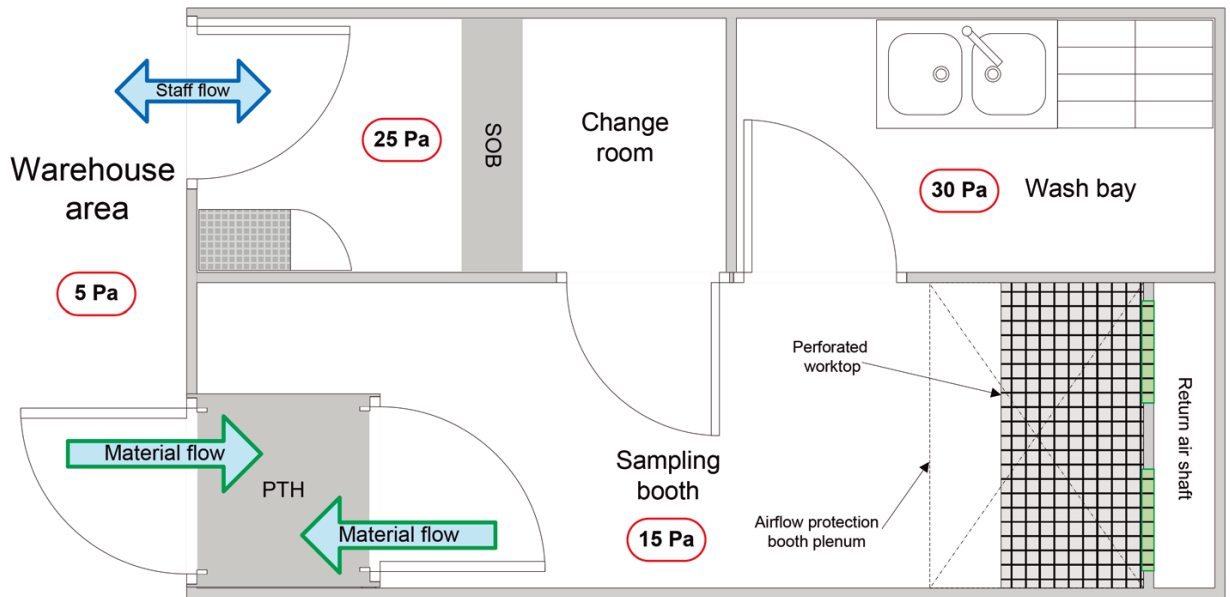 Staff flow
Warehouse
area
5 Pa
25 Pa
SOB
Change
room
30 Pa
Wash bay
Perforated
worktop
Return air shaft
Material flow
PTH
Material flow
Sampling
booth
15 Pa
Airflow protection
booth plenum